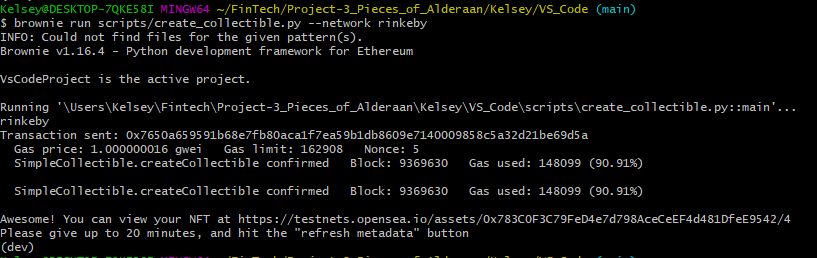 Kelsey@DESKTOP-7QKE58I MINGW64 ~/FinTech/Project-3_Pieces_of_Alderaan/Kelsey/VS_Code (main)
$ brownie run scripts/create_collectible.py --network rinkeby
INFO: Could not find files for the given pattern(s).
Brownie v1.16.4 - Python development framework for Ethereum
VsCodeProject is the active project.
Running '\Users\Kelsey\Fintech\Project-3_Pieces_of_Alderaan\Kelsey\VS_Code\scripts\create_collectible.py::main'...
rinkeby
Transaction sent: 0x7650a659591b68e7fb80aca1f7ea59b1db8609e7140009858c5a32d21be69d5a
Gas price: 1.000000016 gwei Gas limit: 162908 Nonce: 5
SimpleCollectible.createCollectible confirmed Block: 9369630 Gas used: 148099 (90.91%)
SimpleCollectible.createCollectible confirmed Block: 9369630 Gas used: 148099 (90.91%)
Awesome! You can view your NFT at https://testnets.opensea.io/assets/0x783C0F3C79FeD4e7d798AceCeEF4d481DfeE9542/4
Please give up to 20 minutes, and hit the "refresh metadata" button
(dev)